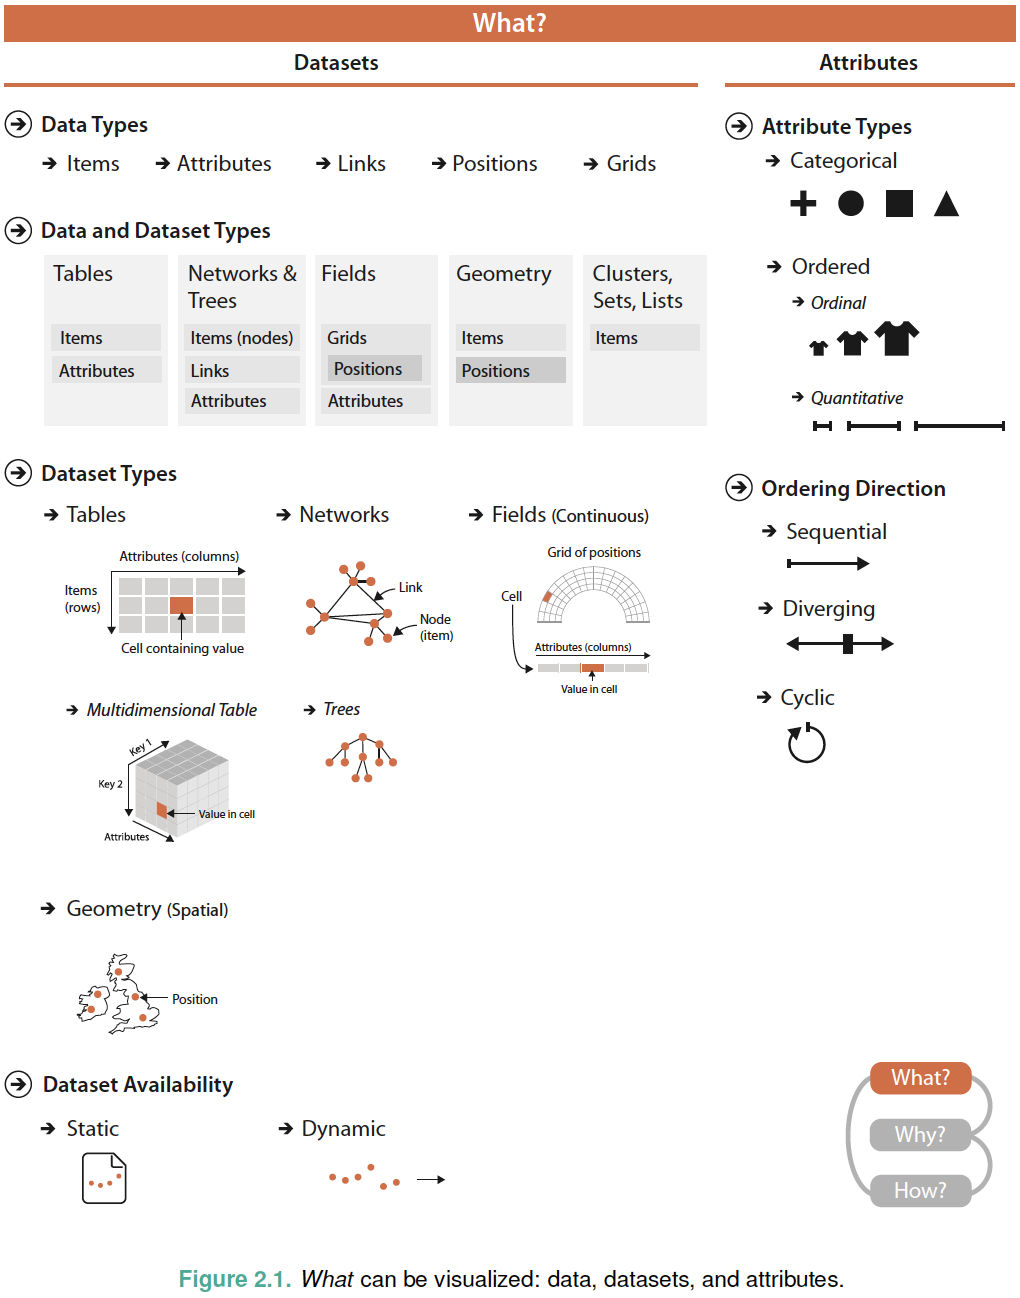 What?
Datasets
Attributes
Data Types
Items Attributes Links Positions Grids
Data and Dataset Types
Tables
Items
Attributes
Networks &
Trees
Items (nodes)
Links
Attributes
Fields
Grids
Positions
Attributes
Geometry
Items
Positions
Clusters,
Sets, Lists
Items
Dataset Types
Tables
Attributes (columns)
Items
(rows)
Cell containing value
Networks
Link
Node
(item)
Fields (Continuous)
Grid of positions
Cell
Attributes (columns)
Value in cell
Multidimensional Table
Key 1
Key 2
Value in cell
Attributes
Trees
Geometry (Spatial)
Position
Dataset Availability
Static
Dynamic
Attribute Types
Categorical
Ordered
Ordinal
Quantitative
Ordering Direction
Sequential
Diverging
Cyclic
What?
Why?
How?
Figure 2.1. What can be visualized: data, datasets, and attributes.